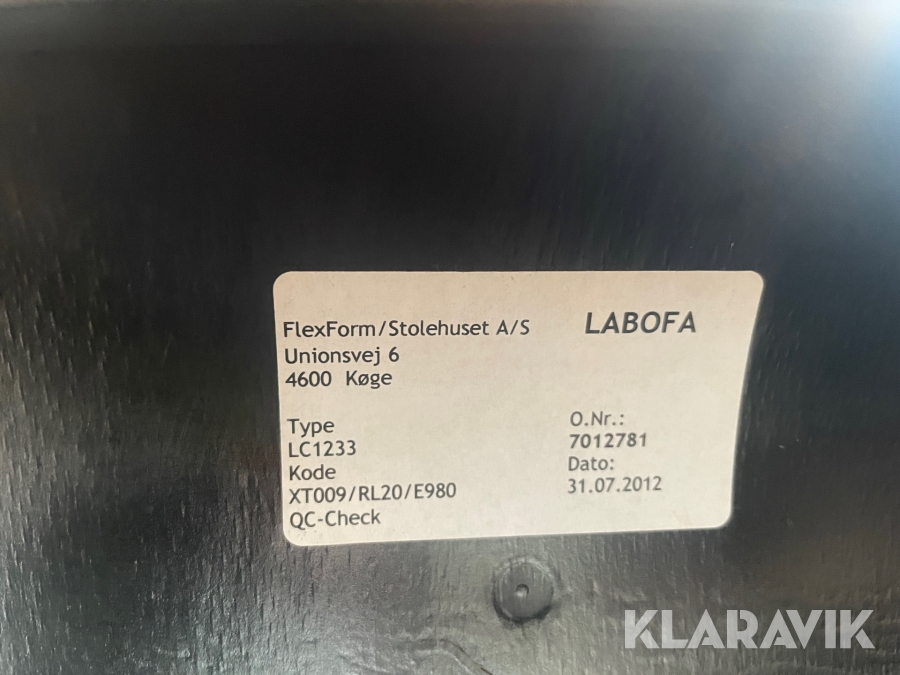 FlexForm/Stolehuset A/S
Unionsvej 6
4600 Køge
LABOFA
Type
LC1233
Kode
XT009/RL20/E980
QC-Check
O.Nr.:
7012781
Dato:
31.07.2012
KLARAVIK